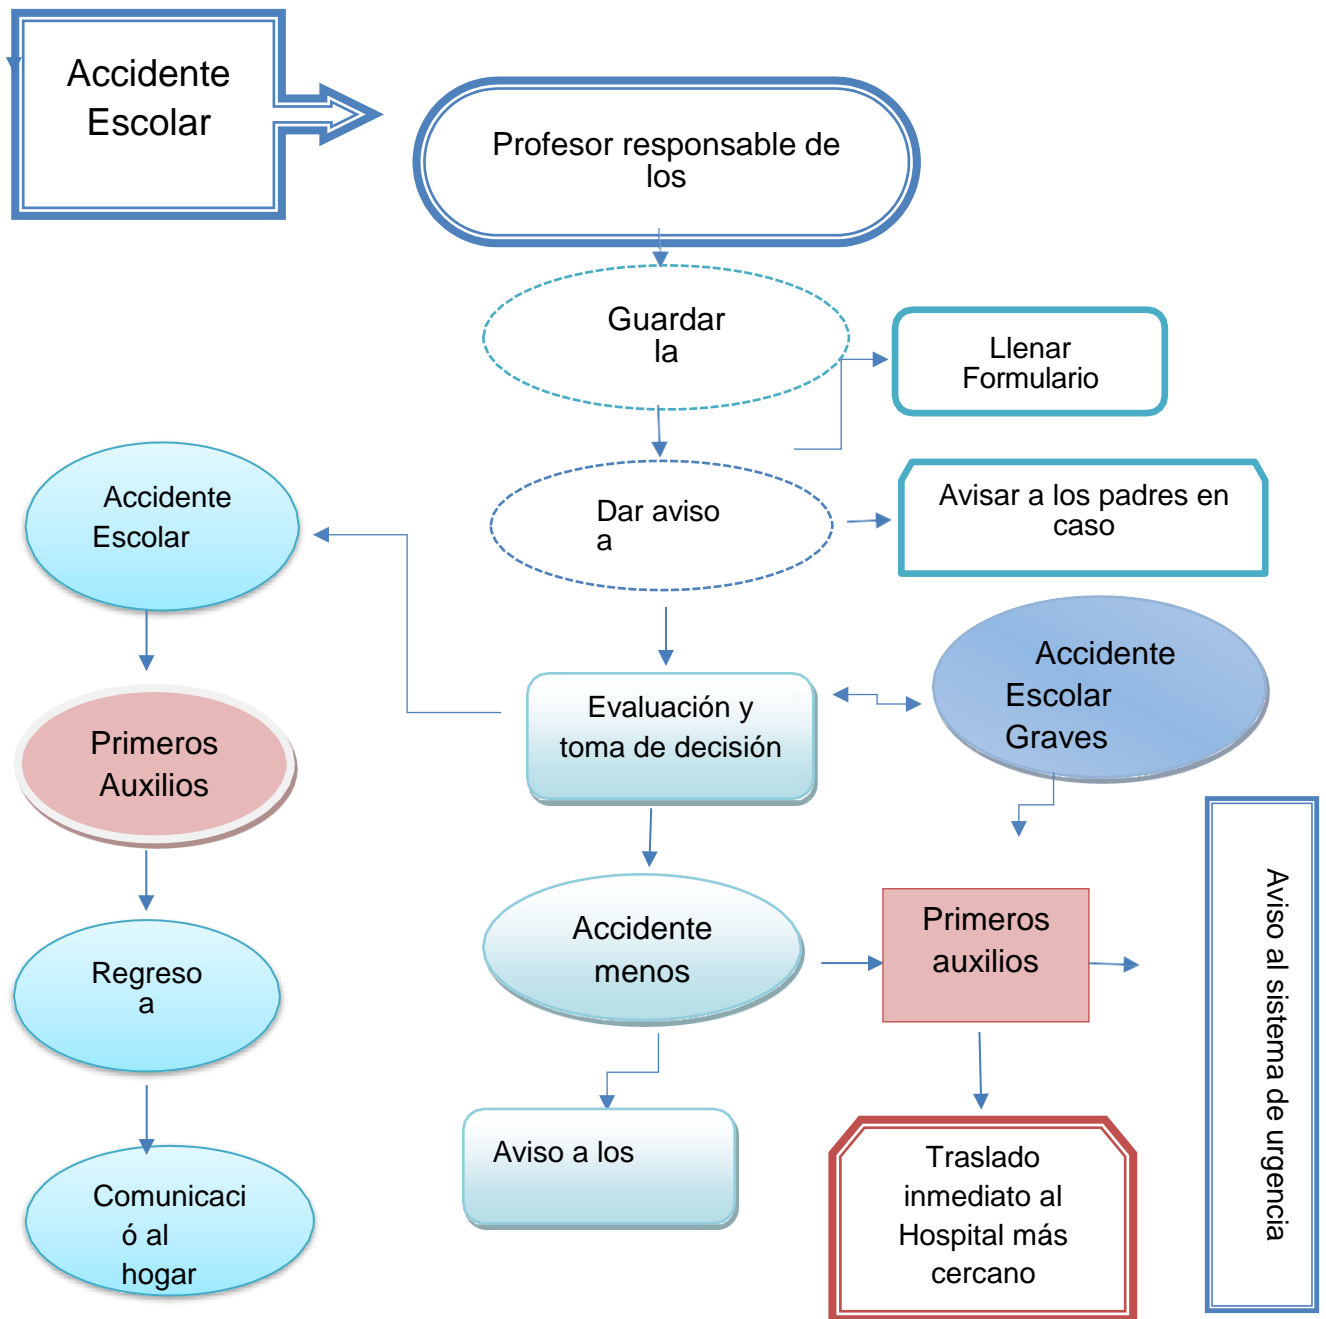 Accidente
Escolar
Profesor responsable de
los
Guardar
la
Llenar
Formulario
Dar aviso
a
Avisar a los padres en
caso
Accidente
Escolar
Evaluación y
toma de decisión
Accidente
Escolar
Graves
Primeros
Auxilios
Accidente
menos
Primeros
auxilios
Aviso al sistema de urgencia
Regreso
a
Aviso a los
Traslado
inmediato al
Hospital más
cercano
Comunicaci
ó al
hogar